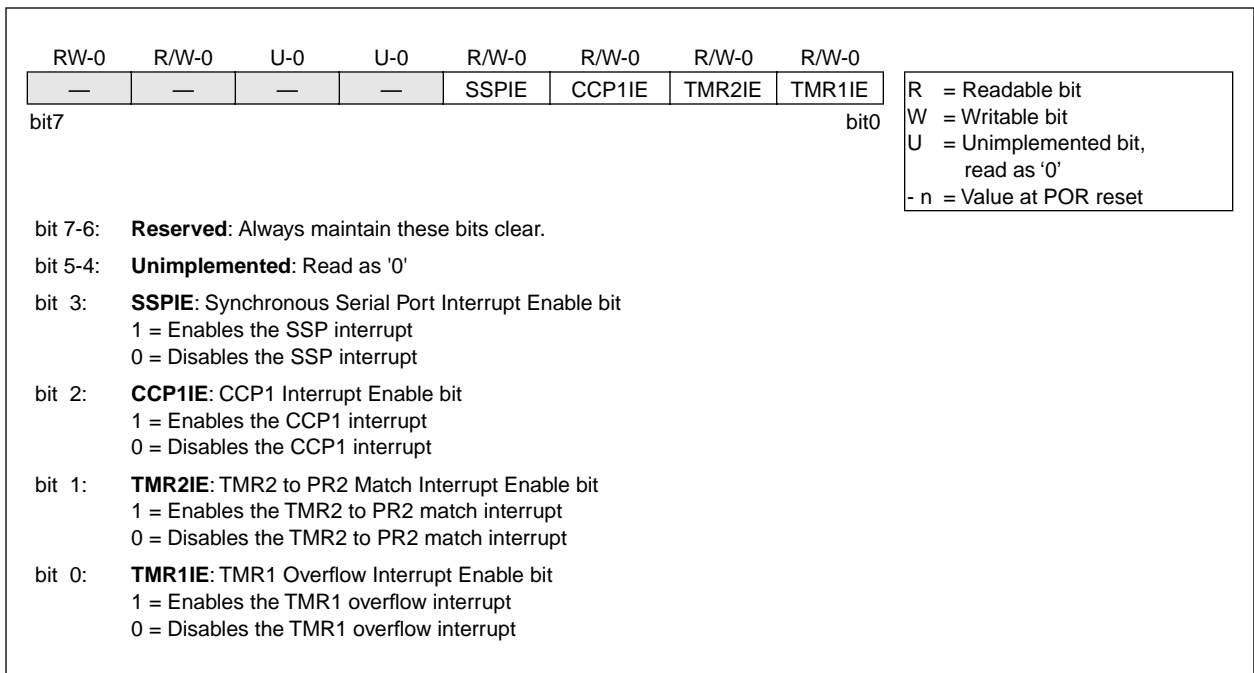 RW-0 R/W-0 U-0 U-0 R/W-0 R/W-0 R/W-0 R/W-0
— — — — SSPIE CCP1IE TMR2IE TMR1IE
bit7 bit0
R = Readable bit
W = Writable bit
U = Unimplemented bit,
read as ‘0’
- n = Value at POR reset
bit 7-6: Reserved: Always maintain these bits clear.
bit 5-4: Unimplemented: Read as '0'
bit 3: SSPIE: Synchronous Serial Port Interrupt Enable bit
1 = Enables the SSP interrupt
0 = Disables the SSP interrupt
bit 2: CCP1IE: CCP1 Interrupt Enable bit
1 = Enables the CCP1 interrupt
0 = Disables the CCP1 interrupt
bit 1: TMR2IE: TMR2 to PR2 Match Interrupt Enable bit
1 = Enables the TMR2 to PR2 match interrupt
0 = Disables the TMR2 to PR2 match interrupt
bit 0: TMR1IE: TMR1 Overflow Interrupt Enable bit
1 = Enables the TMR1 overflow interrupt
0 = Disables the TMR1 overflow interrupt